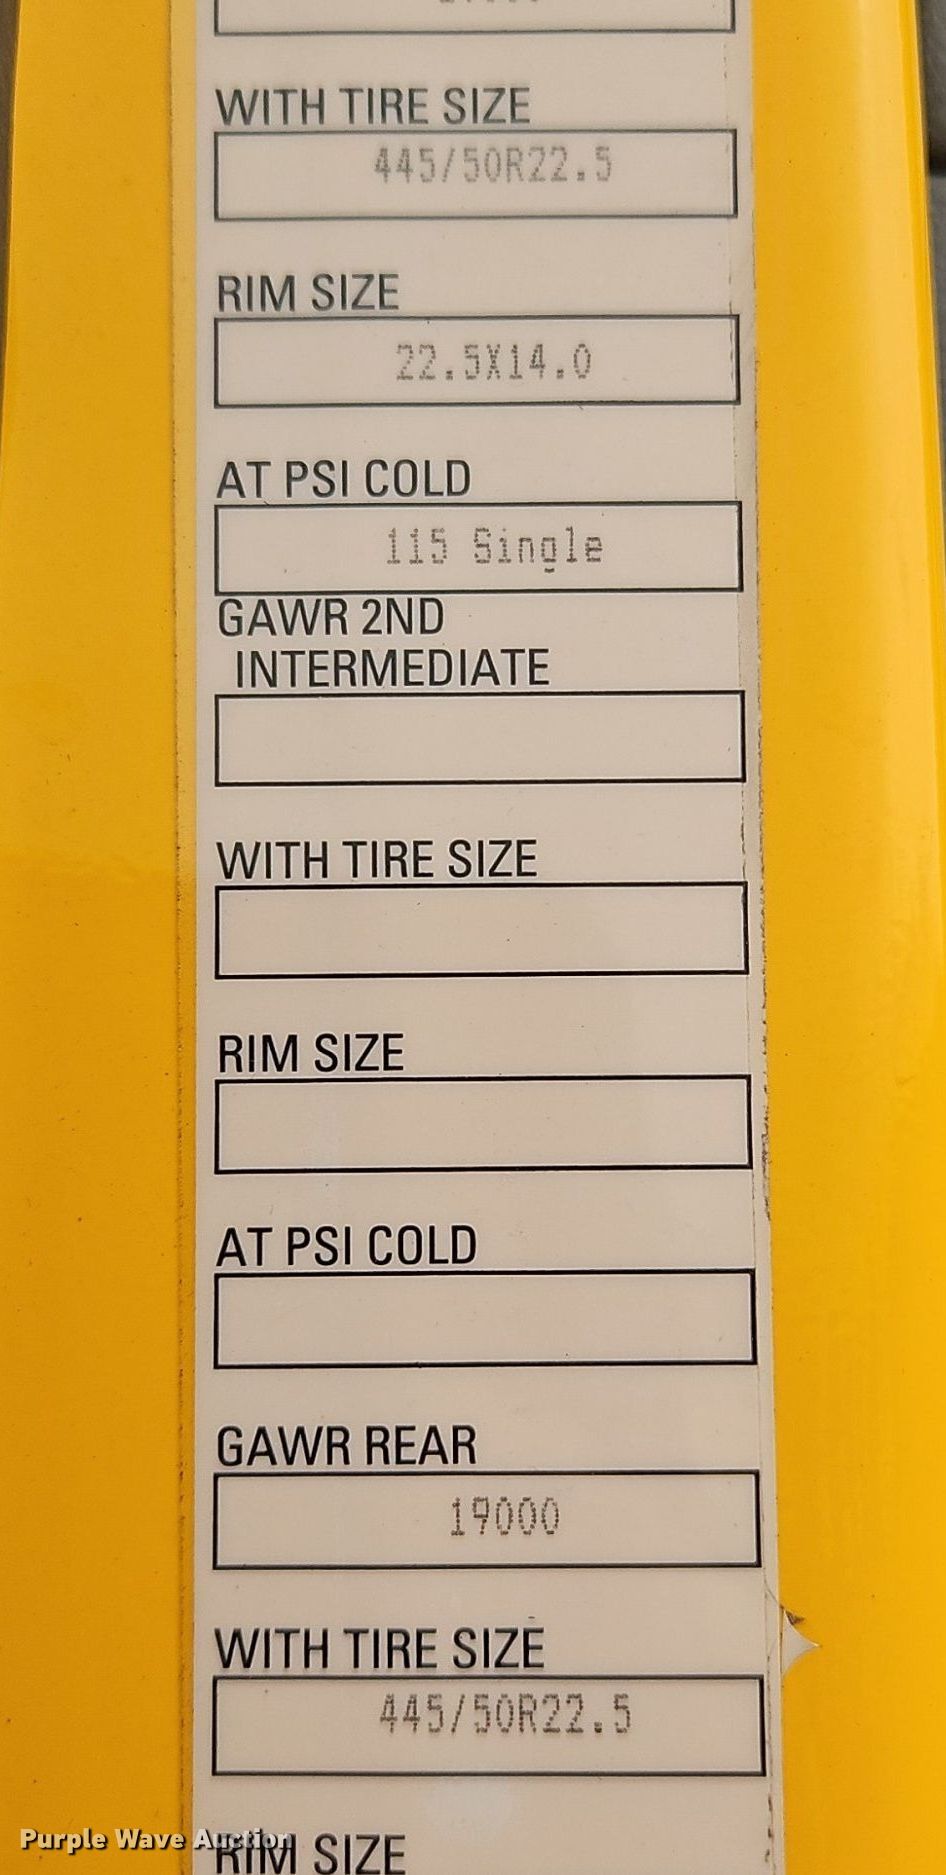 WITH TIRE SIZE
445/50R22.5
RIM SIZE
22.5X14.0
AT PSI COLD
115 Single
GAWR 2ND
INTERMEDIATE
WITH TIRE SIZE
RIM SIZE
AT PSI COLD
GAWR REAR
19000
WITH TIRE SIZE
445/50R22.5
RIM SIZE
Purple Wave Auction